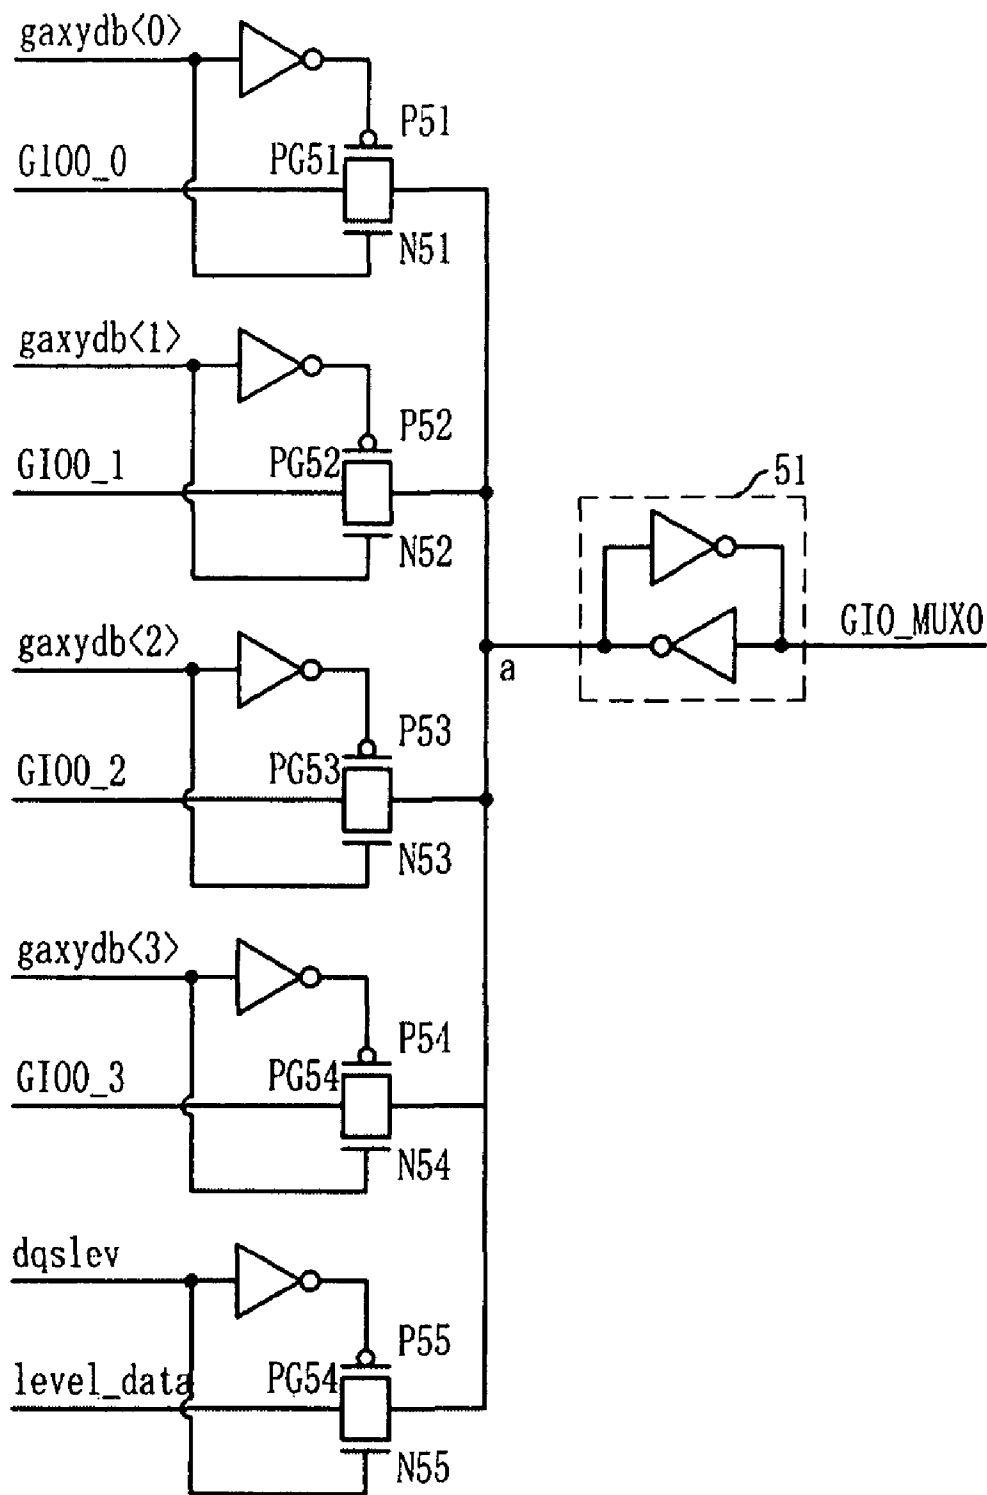 gaxydb<0>
P51
GIO0_0
PG51
N51
gaxydb<1>
P52
GIO0_1
PG52
N52
51
GIO_MUX0
a
gaxydb<2>
P53
GIO0_2
PG53
N53
gaxydb<3>
P54
GIO0_3
PG54
N54
dqslev
P55
level_data
PG54
N55